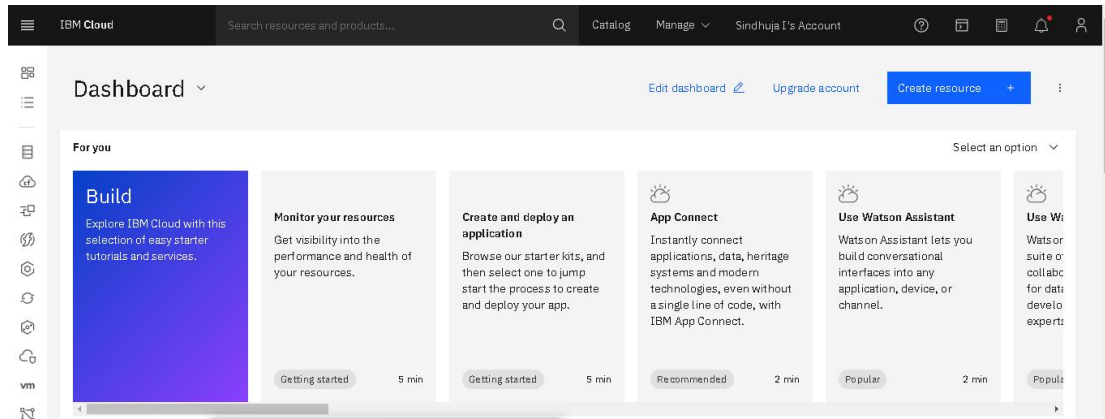 IBM Cloud
Search resources and products...
Catalog
Manage
Sindhuja I's Account
Dashboard
Edit dashboard
Upgrade account
Create resource +
For you
Select an option
Build
Explore IBM Cloud with this
selection of easy starter
tutorials and services.
Monitor your resources
Get visibility into the
performance and health of
your resources.
Getting started 5 min
Create and deploy an
application
Browse our starter kits, and
then select one to jump
start the process to create
and deploy your app.
Getting started 5 min
App Connect
Instantly connect
applications, data, heritage
systems and modern
technologies, even without
a single line of code, with
IBM App Connect.
Recommended 2 min
Use Watson Assistant
Watson Assistant lets you
build conversational
interfaces into any
application, device, or
channel.
Popular 2 min
Use
suite
for
cf
vm